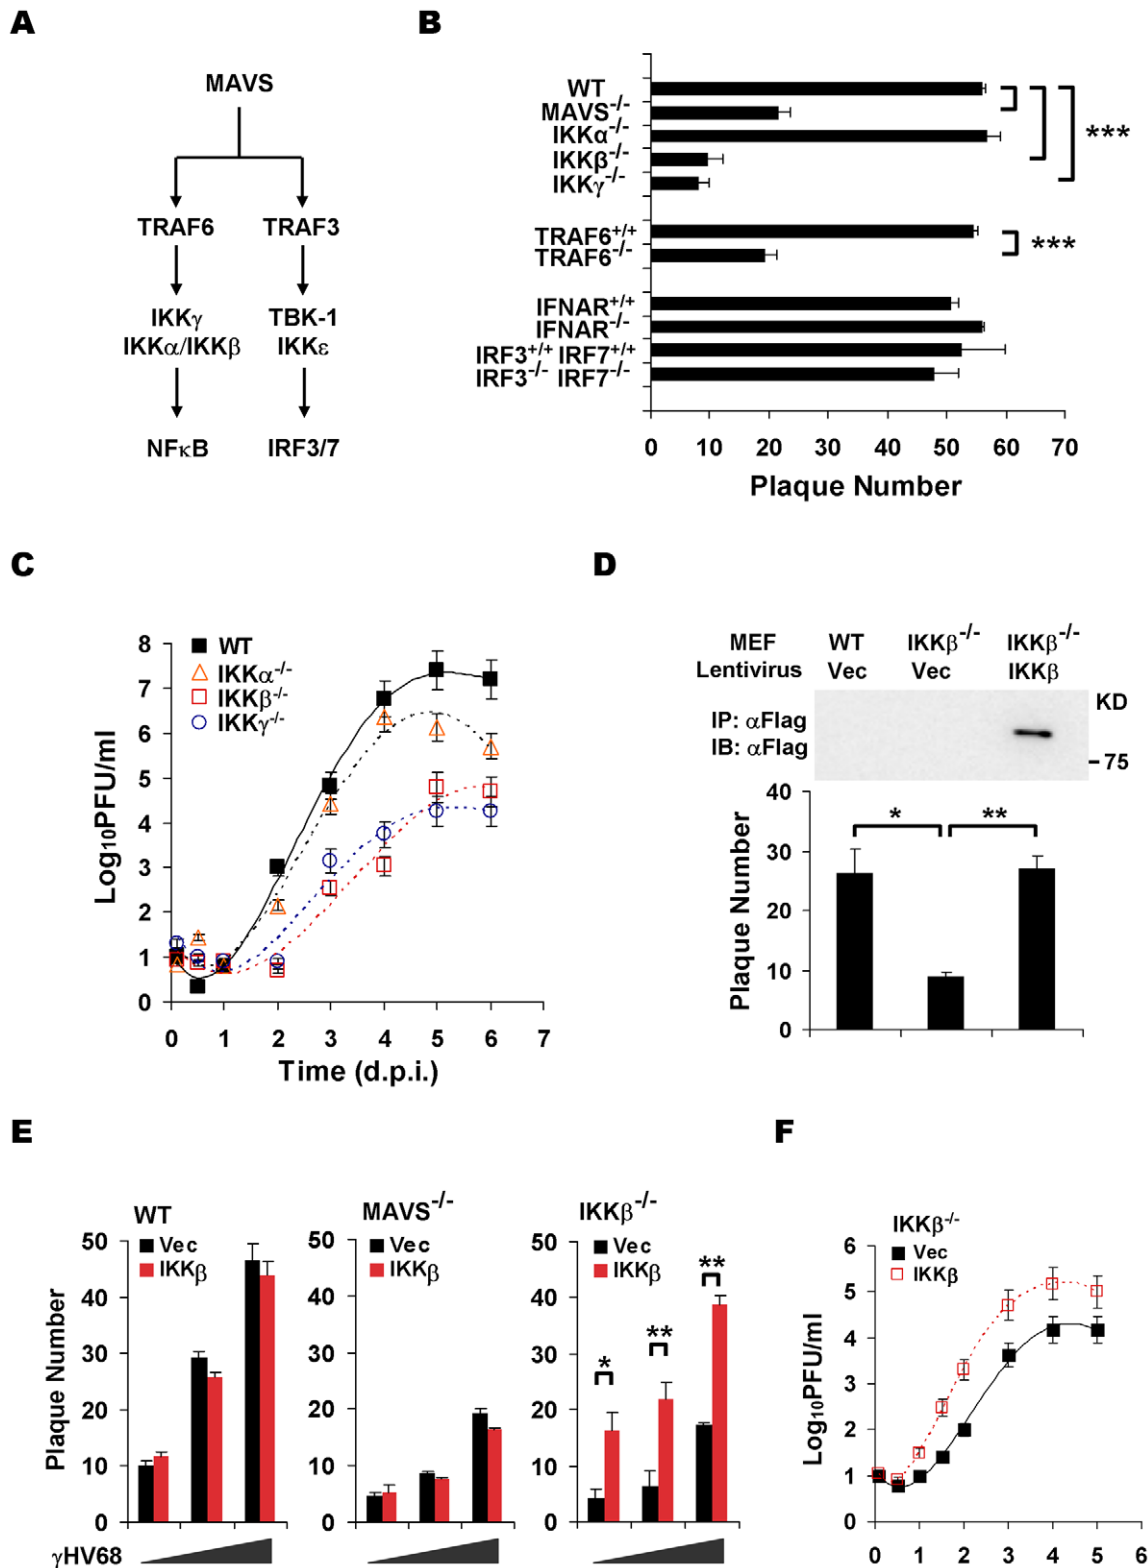 A
MAVS
TRAF6 TRAF3
IKKγ TBK-1
IKKα/IKKβ IKKε
NFκB IRF3/7
B
WT
MAVS-/-
IKKα-/-
IKKβ-/-
IKKγ-/-
***
TRAF6+/+
TRAF6-/-
***
IFNAR+/+
IFNAR-/-
IRF3+/+ IRF7+/+
IRF3-/- IRF7-/-
0 10 20 30 40 50 60 70
Plaque Number
C
8
7
6
5
4
3
2
1
0
Log10PFU/ml
WT
IKKα-/-
IKKβ-/-
IKKγ-/-
0 1 2 3 4 5 6 7
Time (d.p.i.)
D
MEF WT IKKβ-/- IKKβ-/-
Lentivirus Vec Vec IKKβ
KD
IP: αFlag
IB: αFlag
75
40
30
20
10
0
Plaque Number
* **
E
WT
Vec
IKKβ
50
40
30
20
10
0
Plaque Number
γHV68
MAVS-/-
Vec
IKKβ
50
40
30
20
10
0
IKKβ-/-
Vec
IKKβ
50
40
30
20
10
0
* ** **
F
IKKβ-/-
Vec
IKKβ
6
5
4
3
2
1
0
Log10PFU/ml
0 1 2 3 4 5 6